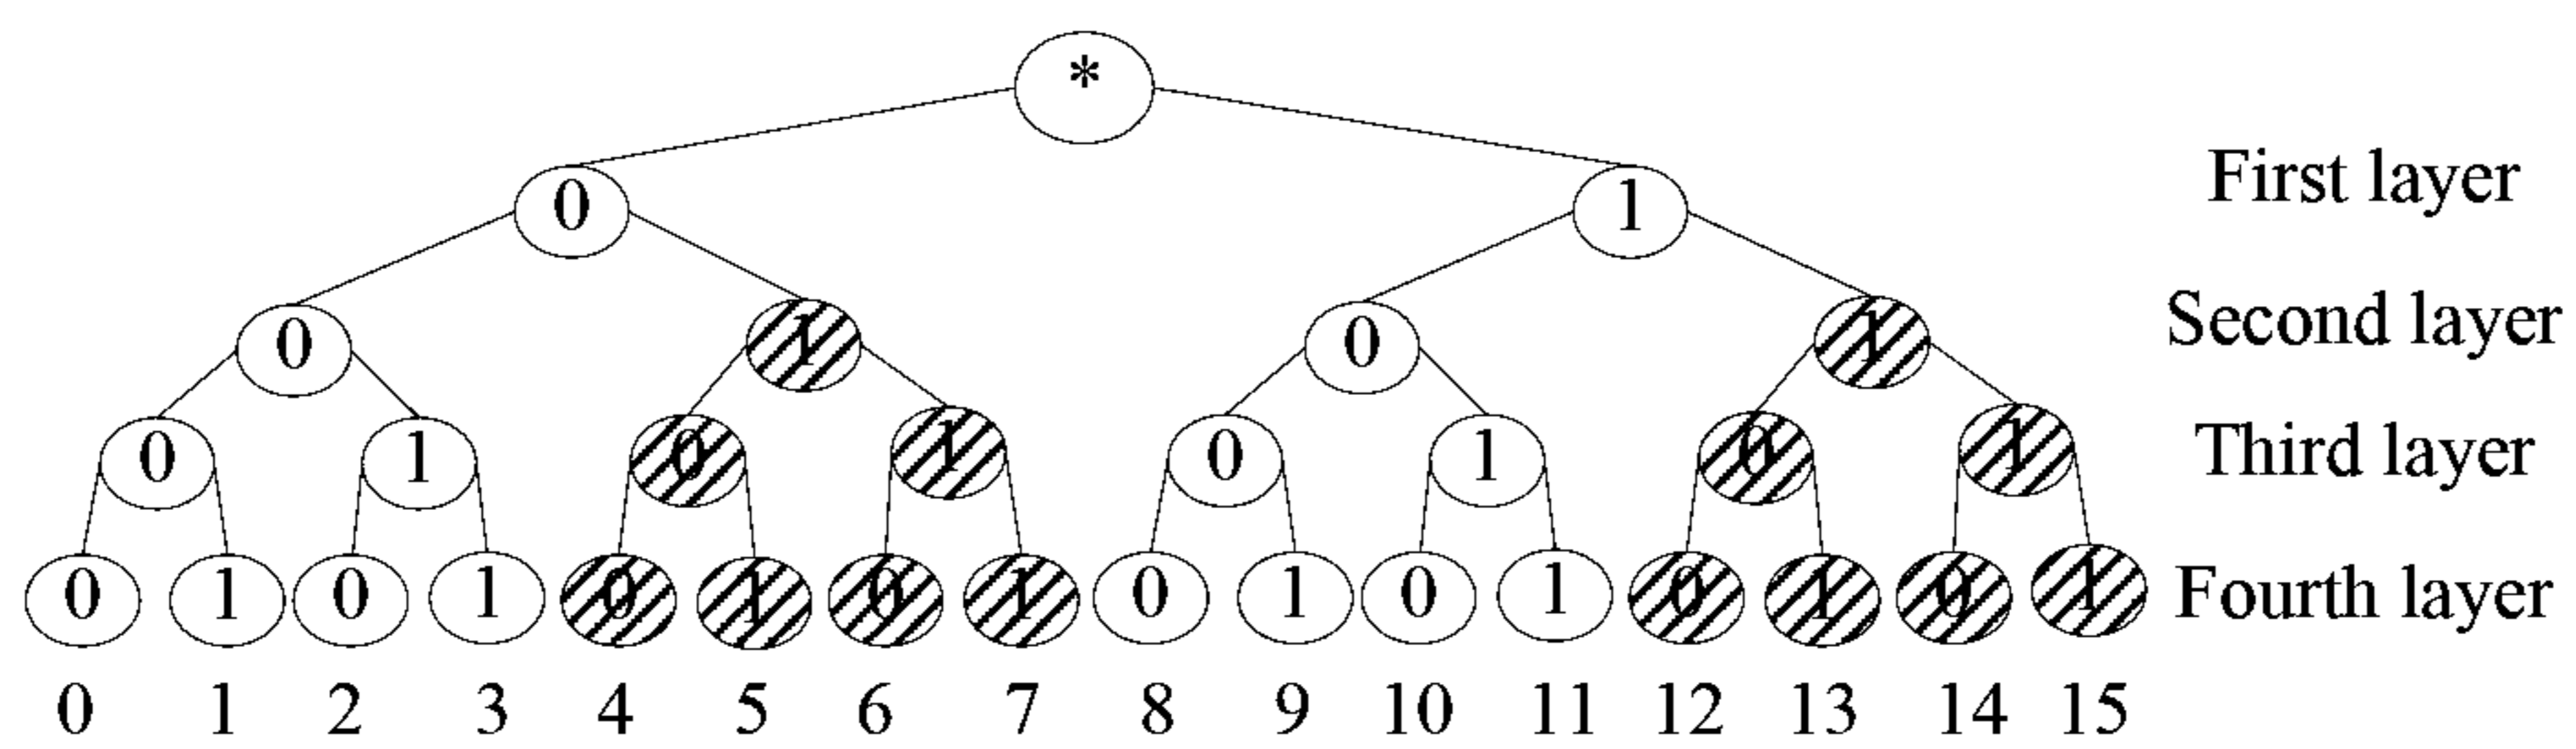 *
First layer
0 1
Second layer
0 1 0 1
Third layer
0 1 0 1 0 1 0 1
Fourth layer
0 1 0 1 0 1 0 1 0 1 0 1 0 1 0 1
0 1 2 3 4 5 6 7 8 9 10 11 12 13 14 15